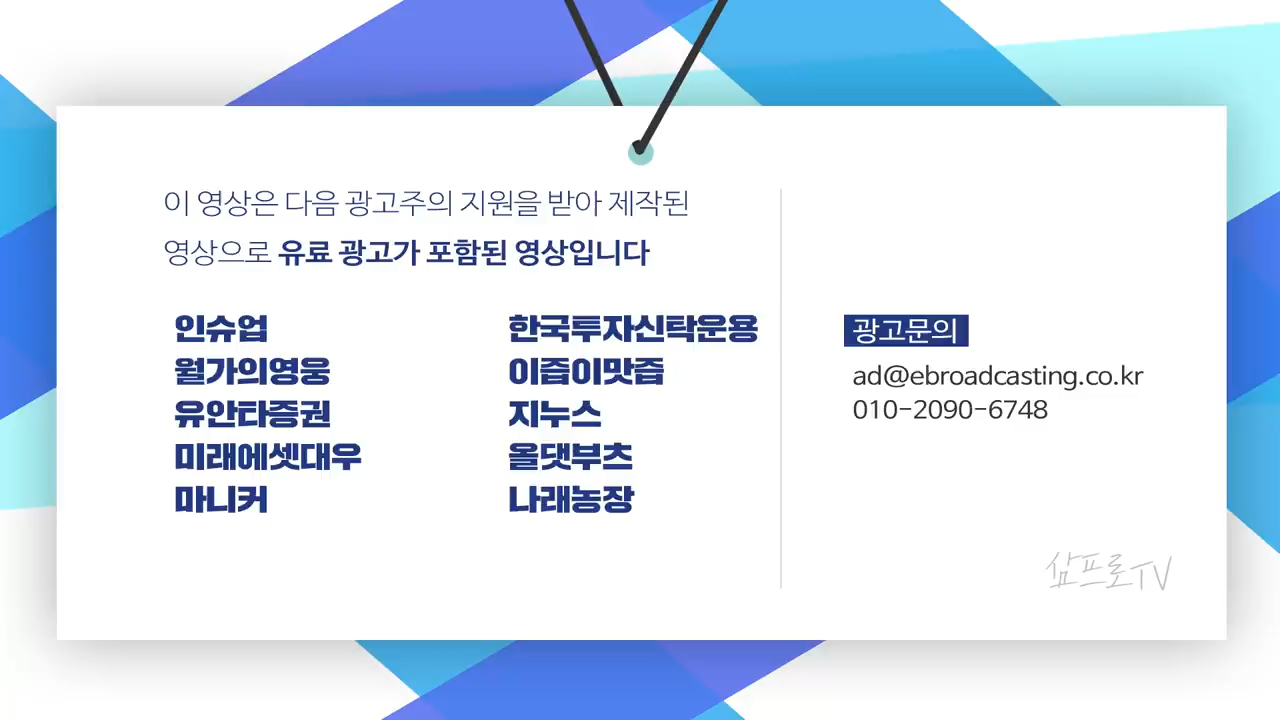 이 영상은 다음 광고주의 지원을 받아 제작된
영상으로 유료 광고가 포함된 영상입니다
인슈업
월가의영웅
유안타증권
미래에셋대우
마니커
한국투자신탁운용
이즙이맛즙
지누스
올댓부츠
나래농장
광고문의
ad@ebroadcasting.co.kr
010-2090-6748
삼프로TV